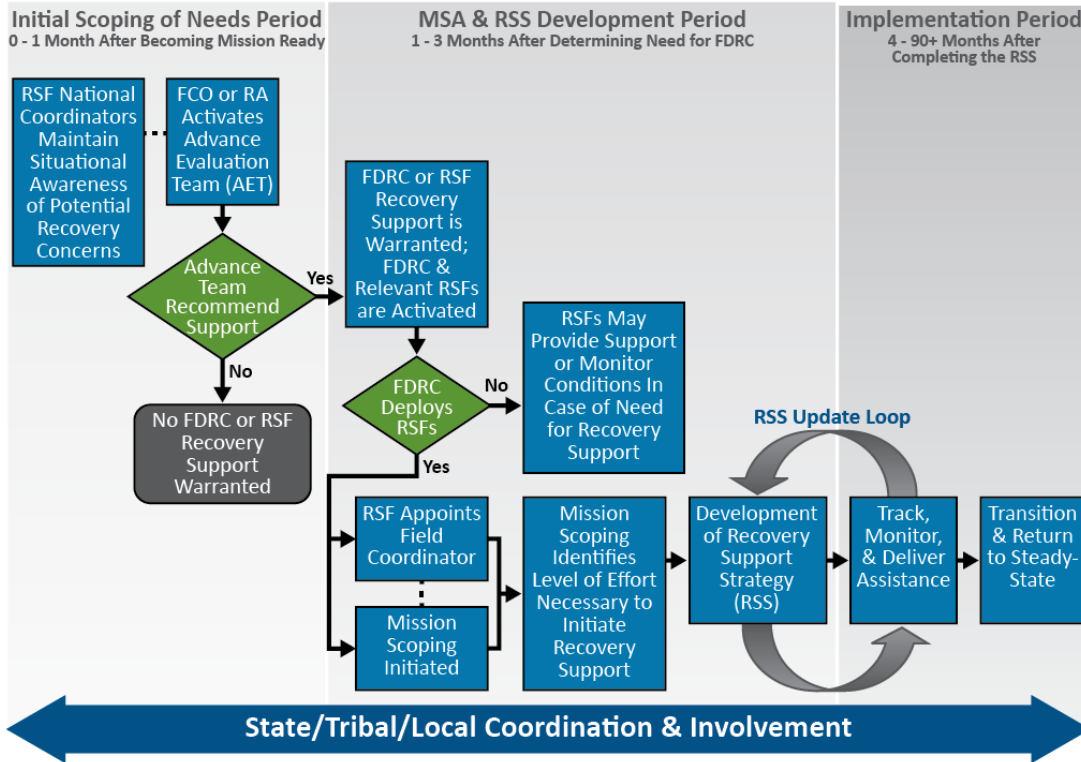 Initial Scoping of Needs Period
0 - 1 Month After Becoming Mission Ready
MSA & RSS Development Period
1 - 3 Months After Determining Need for FDRC
Implementation Period
4 - 90+ Months After
Completing the RSS
RSF National
Coordinators
Maintain
Situational
Awareness
of Potential
Recovery
Concerns
FCO or RA
Activates
Advance
Evaluation
Team (AET)
Advance
Team
Recommend
Support
Yes
No
No FDRC or RSF
Recovery
Support
Warranted
FDRC or RSF
Recovery
Support is
Warranted;
FDRC &
Relevant RSFs
are Activated
FDRC
Deploys
RSFs
No
Yes
RSFs May
Provide Support
or Monitor
Conditions In
Case of Need
for Recovery
Support
RSF Appoints
Field
Coordinator
Mission
Scoping
Initiated
Mission
Scoping
Identifies
Level of Effort
Necessary to
Initiate
Recovery
Support
RSS Update Loop
Development
of Recovery
Support
Strategy
(RSS)
Track,
Monitor,
& Deliver
Assistance
Transition
& Return
to Steady-
State
State/Tribal/Local Coordination & Involvement